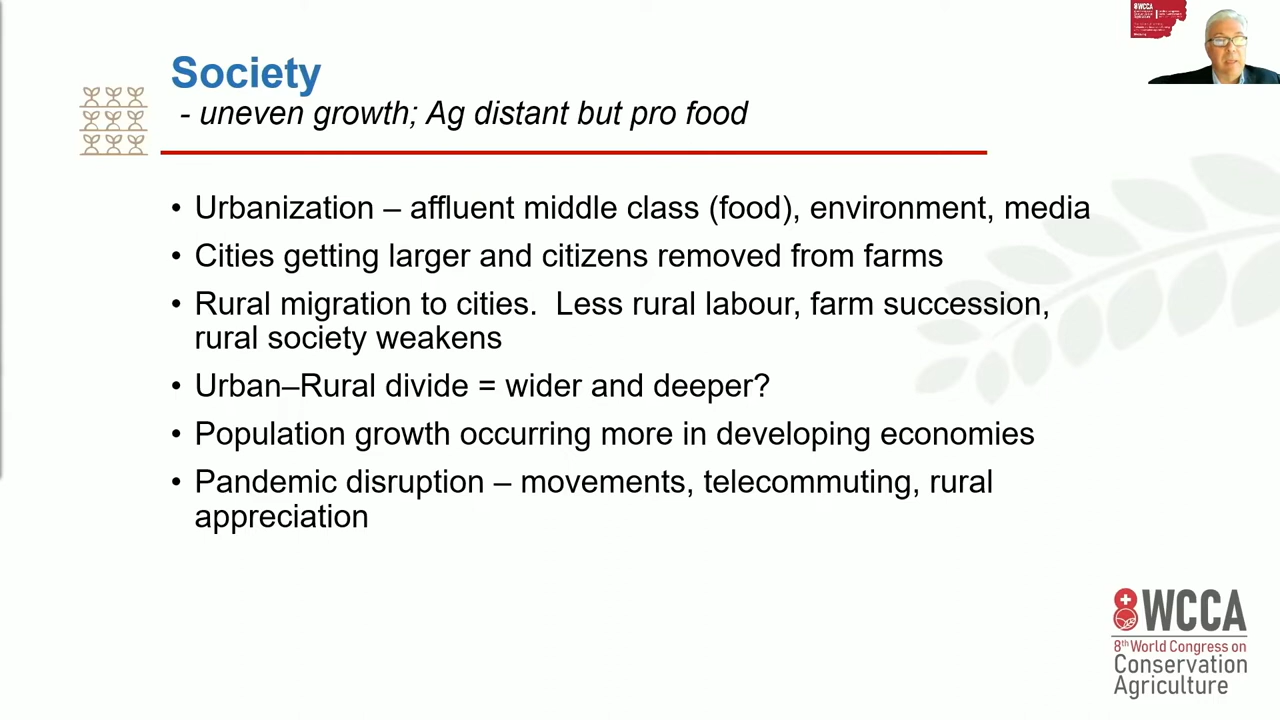 Society
- uneven growth; Ag distant but pro food
• Urbanization – affluent middle class (food), environment, media
• Cities getting larger and citizens removed from farms
• Rural migration to cities.  Less rural labour, farm succession,
rural society weakens
• Urban–Rural divide = wider and deeper?
• Population growth occurring more in developing economies
• Pandemic disruption – movements, telecommuting, rural
appreciation
8WCCA
8WCCA
8th World Congress on
Conservation
Agriculture